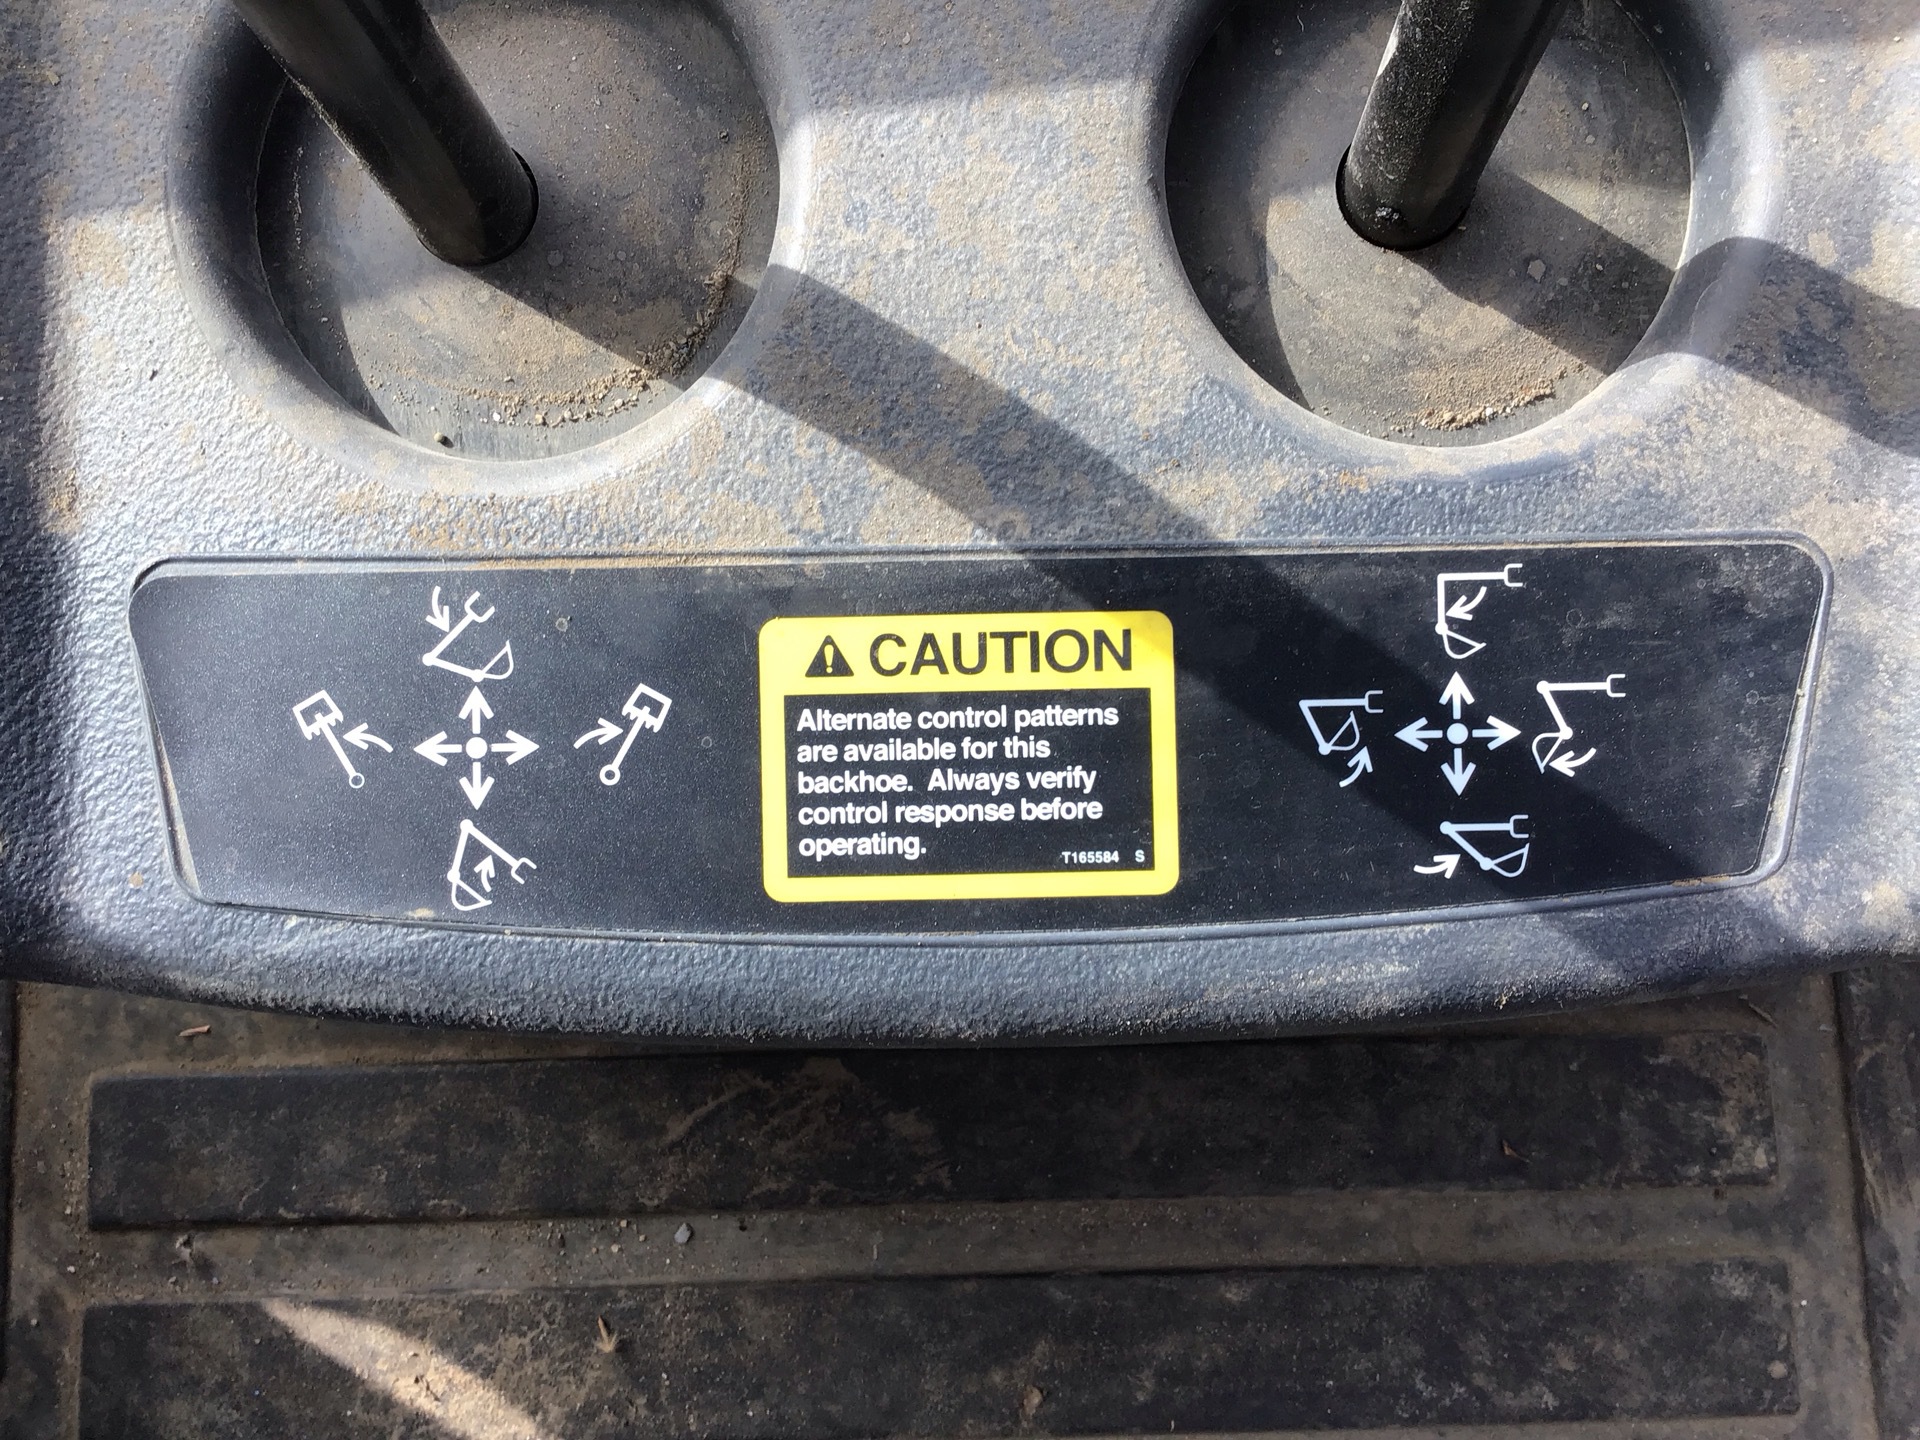 CAUTION
Alternate control patterns
are available for this
backhoe. Always verify
control response before
operating.
T165584 S